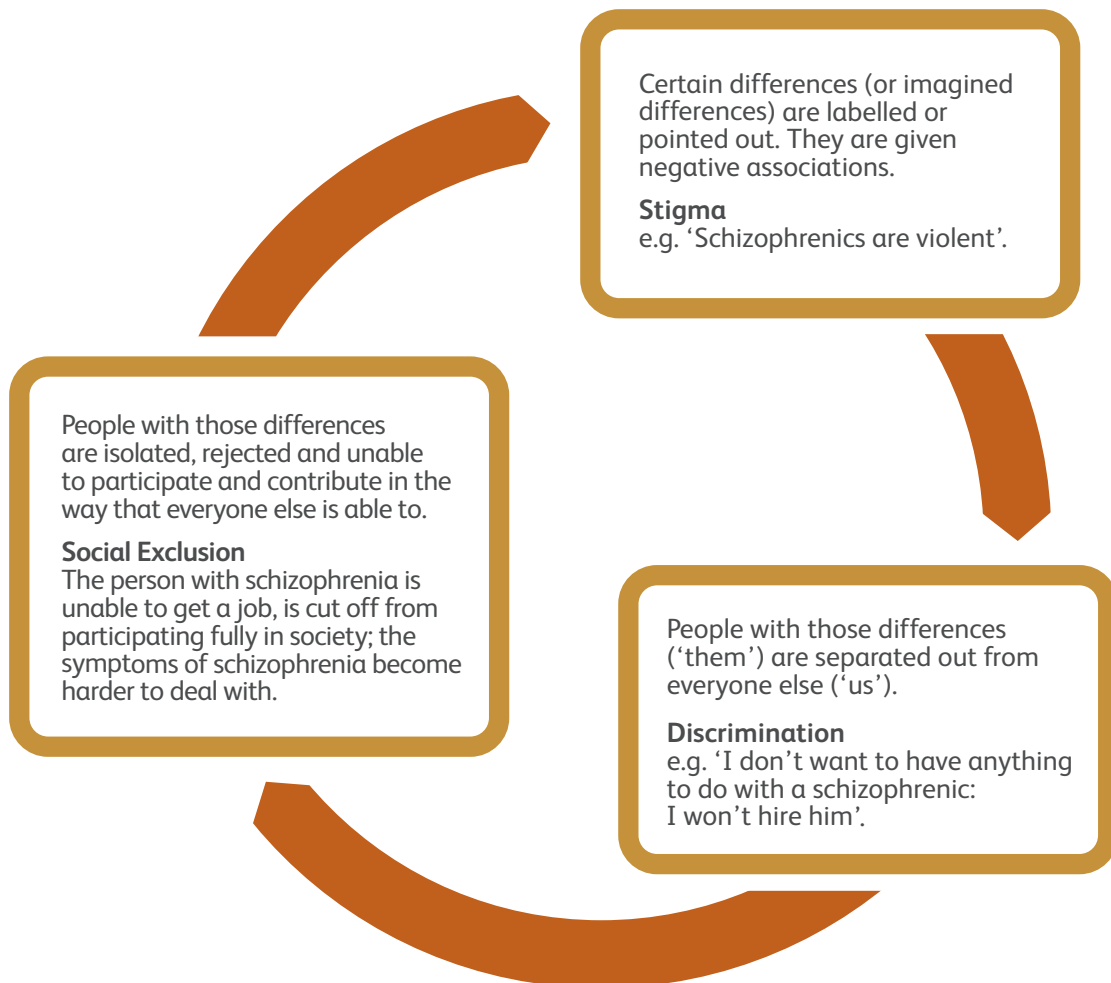 Certain differences (or imagined
differences) are labelled or
pointed out. They are given
negative associations.
Stigma
e.g. ‘Schizophrenics are violent’.
People with those differences
(‘them’) are separated out from
everyone else (‘us’).
Discrimination
e.g. ‘I don’t want to have anything
to do with a schizophrenic:
I won’t hire him’.
People with those differences
are isolated, rejected and unable
to participate and contribute in the
way that everyone else is able to.
Social Exclusion
The person with schizophrenia is
unable to get a job, is cut off from
participating fully in society; the
symptoms of schizophrenia become
harder to deal with.